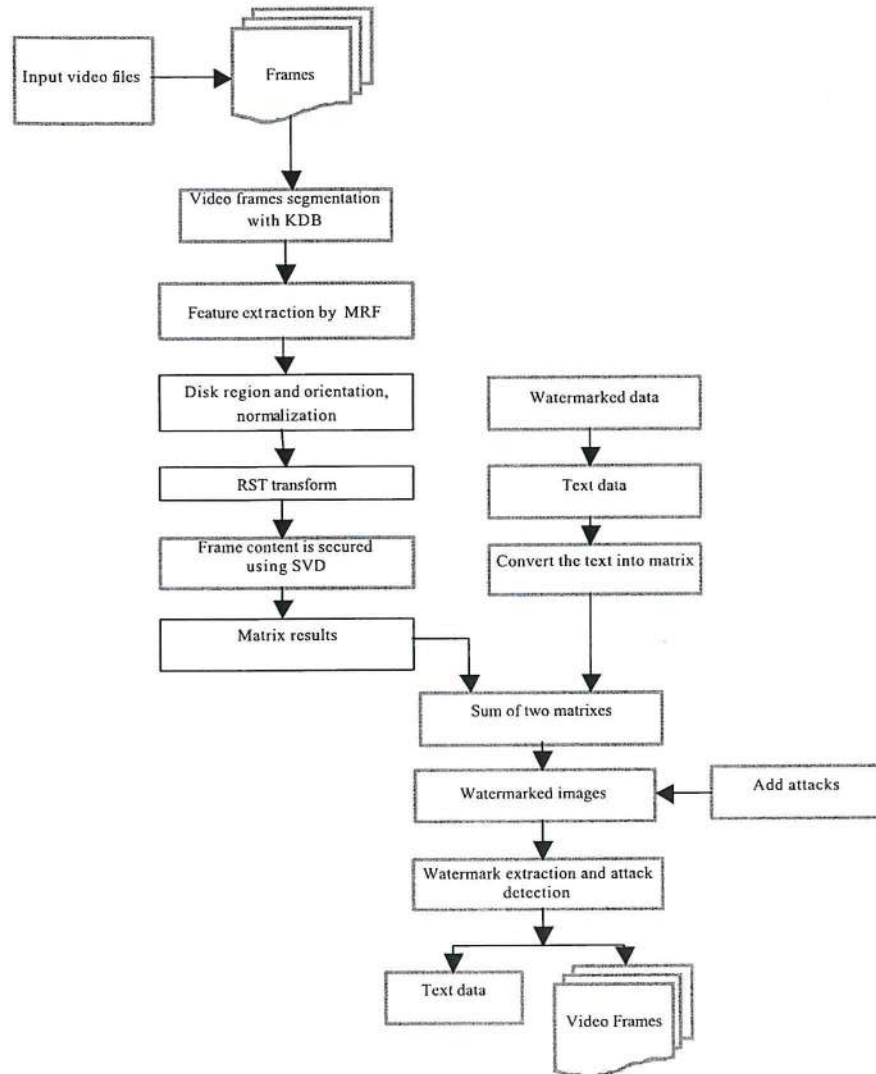 Input video files
Frames
Video frames segmentation
with KDB
Feature extraction by MRF
Disk region and orientation,
normalization
RST transform
Frame content is secured
using SVD
Matrix results
Watermarked data
Text data
Convert the text into matrix
Sum of two matrixes
Watermarked images
Add attacks
Watermark extraction and attack
detection
Text data
Video Frames